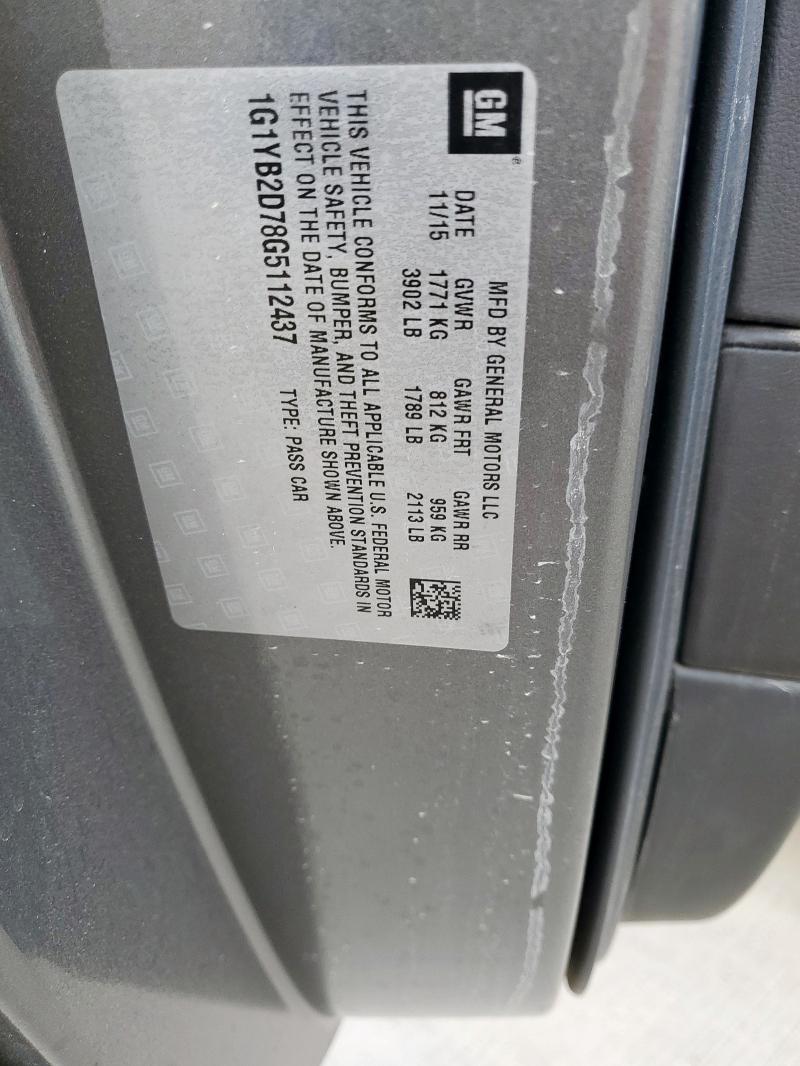 GM ®
MFD BY GENERAL MOTORS LLC
DATE GVWR GAWR FRT GAWR RR
11/15 1771 KG 812 KG 959 KG
3902 LB 1789 LB 2113 LB
THIS VEHICLE CONFORMS TO ALL APPLICABLE U.S. FEDERAL MOTOR
VEHICLE SAFETY, BUMPER, AND THEFT PREVENTION STANDARDS IN
EFFECT ON THE DATE OF MANUFACTURE SHOWN ABOVE.
1G1YB2D78G5112437 TYPE: PASS CAR